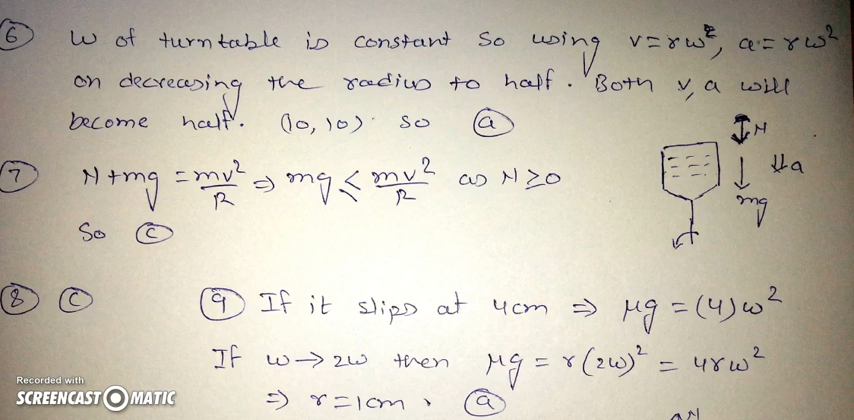 ⑥ W of turntable is constant so using v = rω², a = rω²
on decreasing the radius to half. Both v, a will
become half. (10, 10). so ⓐ
⑦ N + mg = mv²/R ⇒ mg < mv²/R as N ≥ 0
So ⓒ
N
↓a
mg
⑧ ⓒ
⑨ If it slips at 4cm ⇒ μg = (4)ω²
If ω → 2ω then μg = r(2ω)² = 4rω²
⇒ r = 1cm. ⓐ
Recorded with
SCREENCAST-O-MATIC